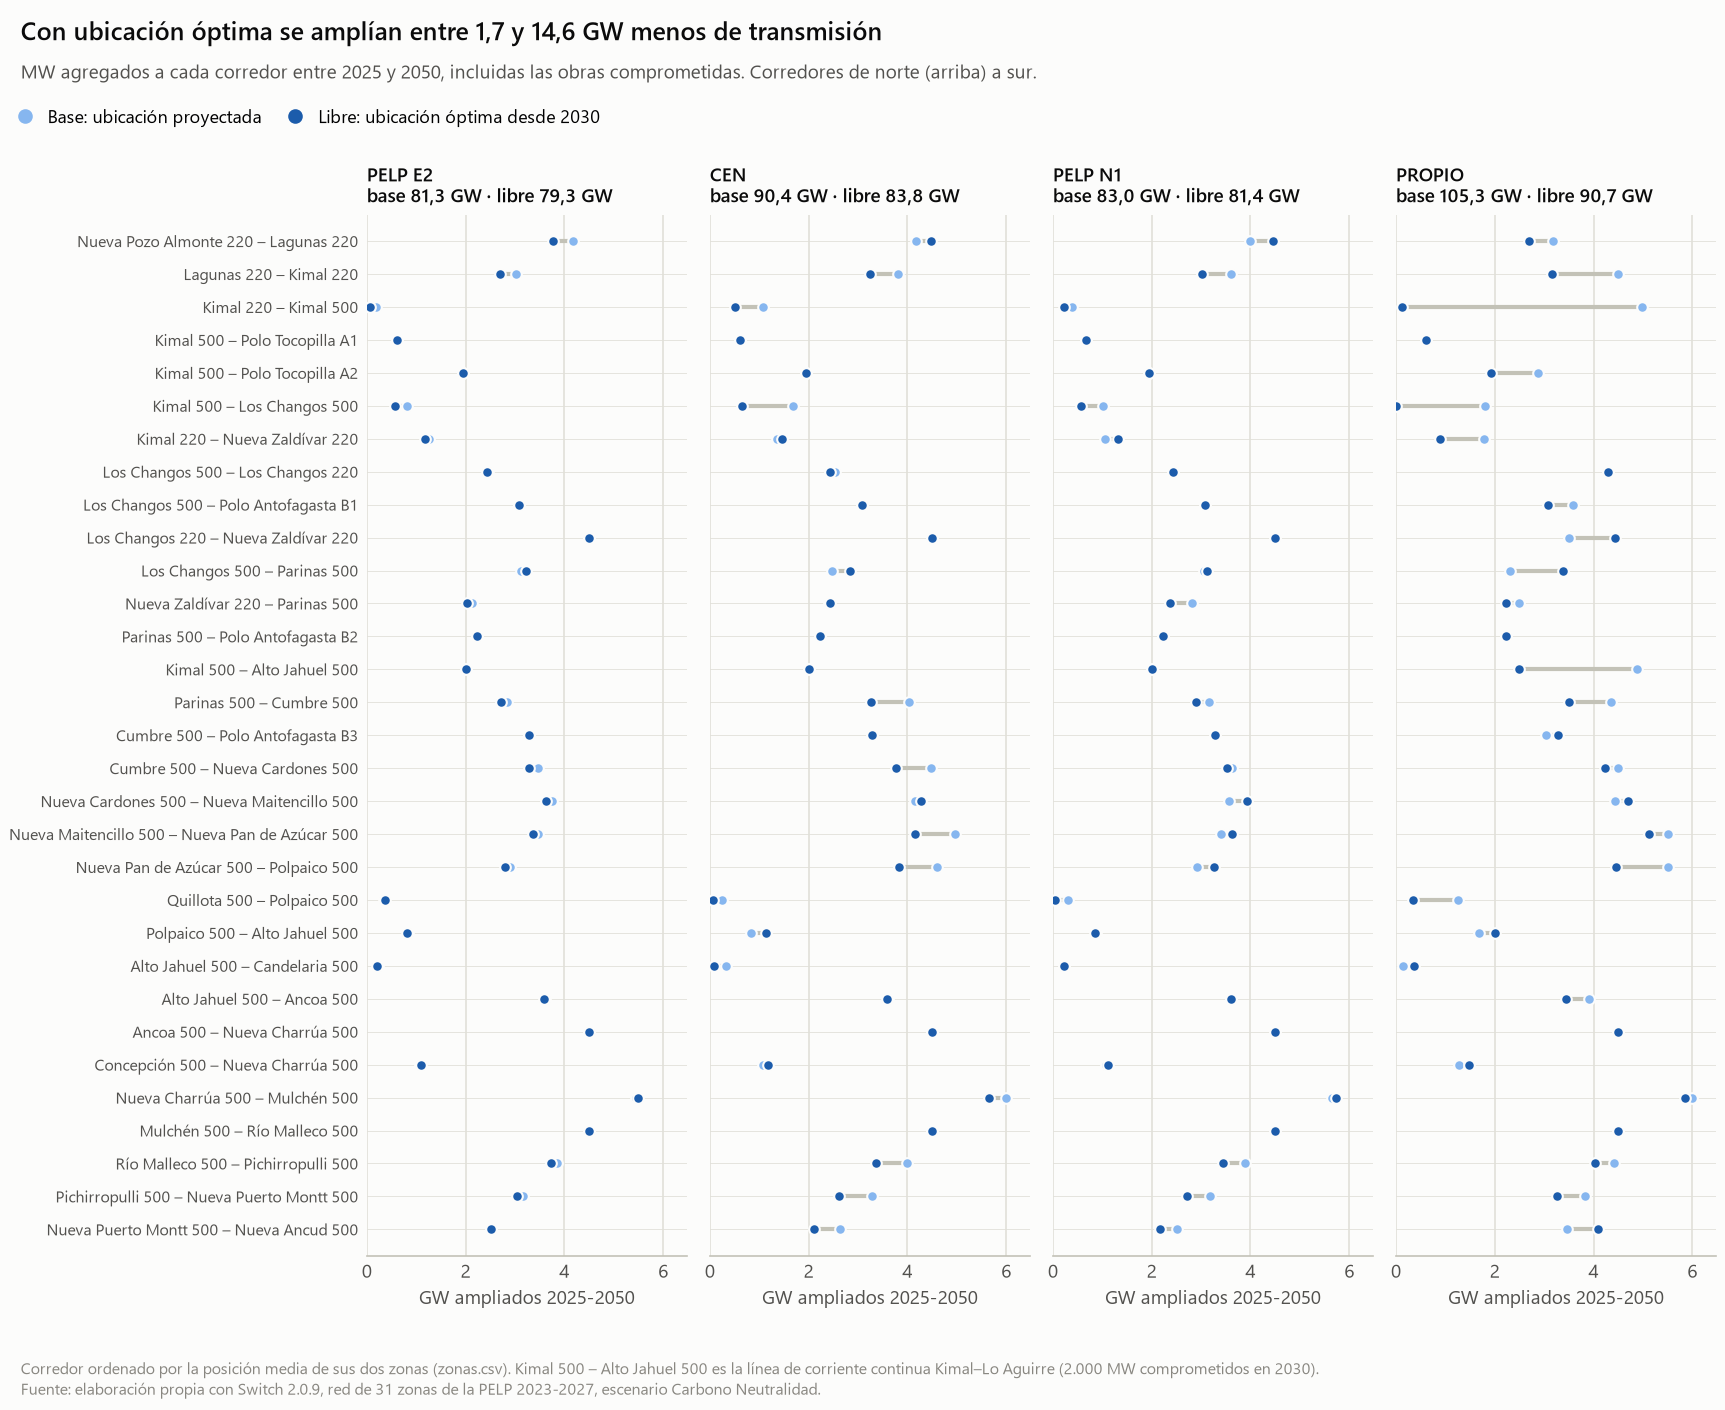 Con ubicación óptima se amplían entre 1,7 y 14,6 GW menos de transmisión
MW agregados a cada corredor entre 2025 y 2050, incluidas las obras comprometidas. Corredores de norte (arriba) a sur.
Base: ubicación proyectada
Libre: ubicación óptima desde 2030
PELP E2
base 81,3 GW · libre 79,3 GW
CEN
base 90,4 GW · libre 83,8 GW
PELP N1
base 83,0 GW · libre 81,4 GW
PROPIO
base 105,3 GW · libre 90,7 GW
Nueva Pozo Almonte 220 – Lagunas 220
Lagunas 220 – Kimal 220
Kimal 220 – Kimal 500
Kimal 500 – Polo Tocopilla A1
Kimal 500 – Polo Tocopilla A2
Kimal 500 – Los Changos 500
Kimal 220 – Nueva Zaldívar 220
Los Changos 500 – Los Changos 220
Los Changos 500 – Polo Antofagasta B1
Los Changos 220 – Nueva Zaldívar 220
Los Changos 500 – Parinas 500
Nueva Zaldívar 220 – Parinas 500
Parinas 500 – Polo Antofagasta B2
Kimal 500 – Alto Jahuel 500
Parinas 500 – Cumbre 500
Cumbre 500 – Polo Antofagasta B3
Cumbre 500 – Nueva Cardones 500
Nueva Cardones 500 – Nueva Maitencillo 500
Nueva Maitencillo 500 – Nueva Pan de Azúcar 500
Nueva Pan de Azúcar 500 – Polpaico 500
Quillota 500 – Polpaico 500
Polpaico 500 – Alto Jahuel 500
Alto Jahuel 500 – Candelaria 500
Alto Jahuel 500 – Ancoa 500
Ancoa 500 – Nueva Charrúa 500
Concepción 500 – Nueva Charrúa 500
Nueva Charrúa 500 – Mulchén 500
Mulchén 500 – Río Malleco 500
Río Malleco 500 – Pichirropulli 500
Pichirropulli 500 – Nueva Puerto Montt 500
Nueva Puerto Montt 500 – Nueva Ancud 500
0 2 4 6
0 2 4 6
0 2 4 6
0 2 4 6
GW ampliados 2025-2050
GW ampliados 2025-2050
GW ampliados 2025-2050
GW ampliados 2025-2050
Corredor ordenado por la posición media de sus dos zonas (zonas.csv). Kimal 500 – Alto Jahuel 500 es la línea de corriente continua Kimal–Lo Aguirre (2.000 MW comprometidos en 2030).
Fuente: elaboración propia con Switch 2.0.9, red de 31 zonas de la PELP 2023-2027, escenario Carbono Neutralidad.